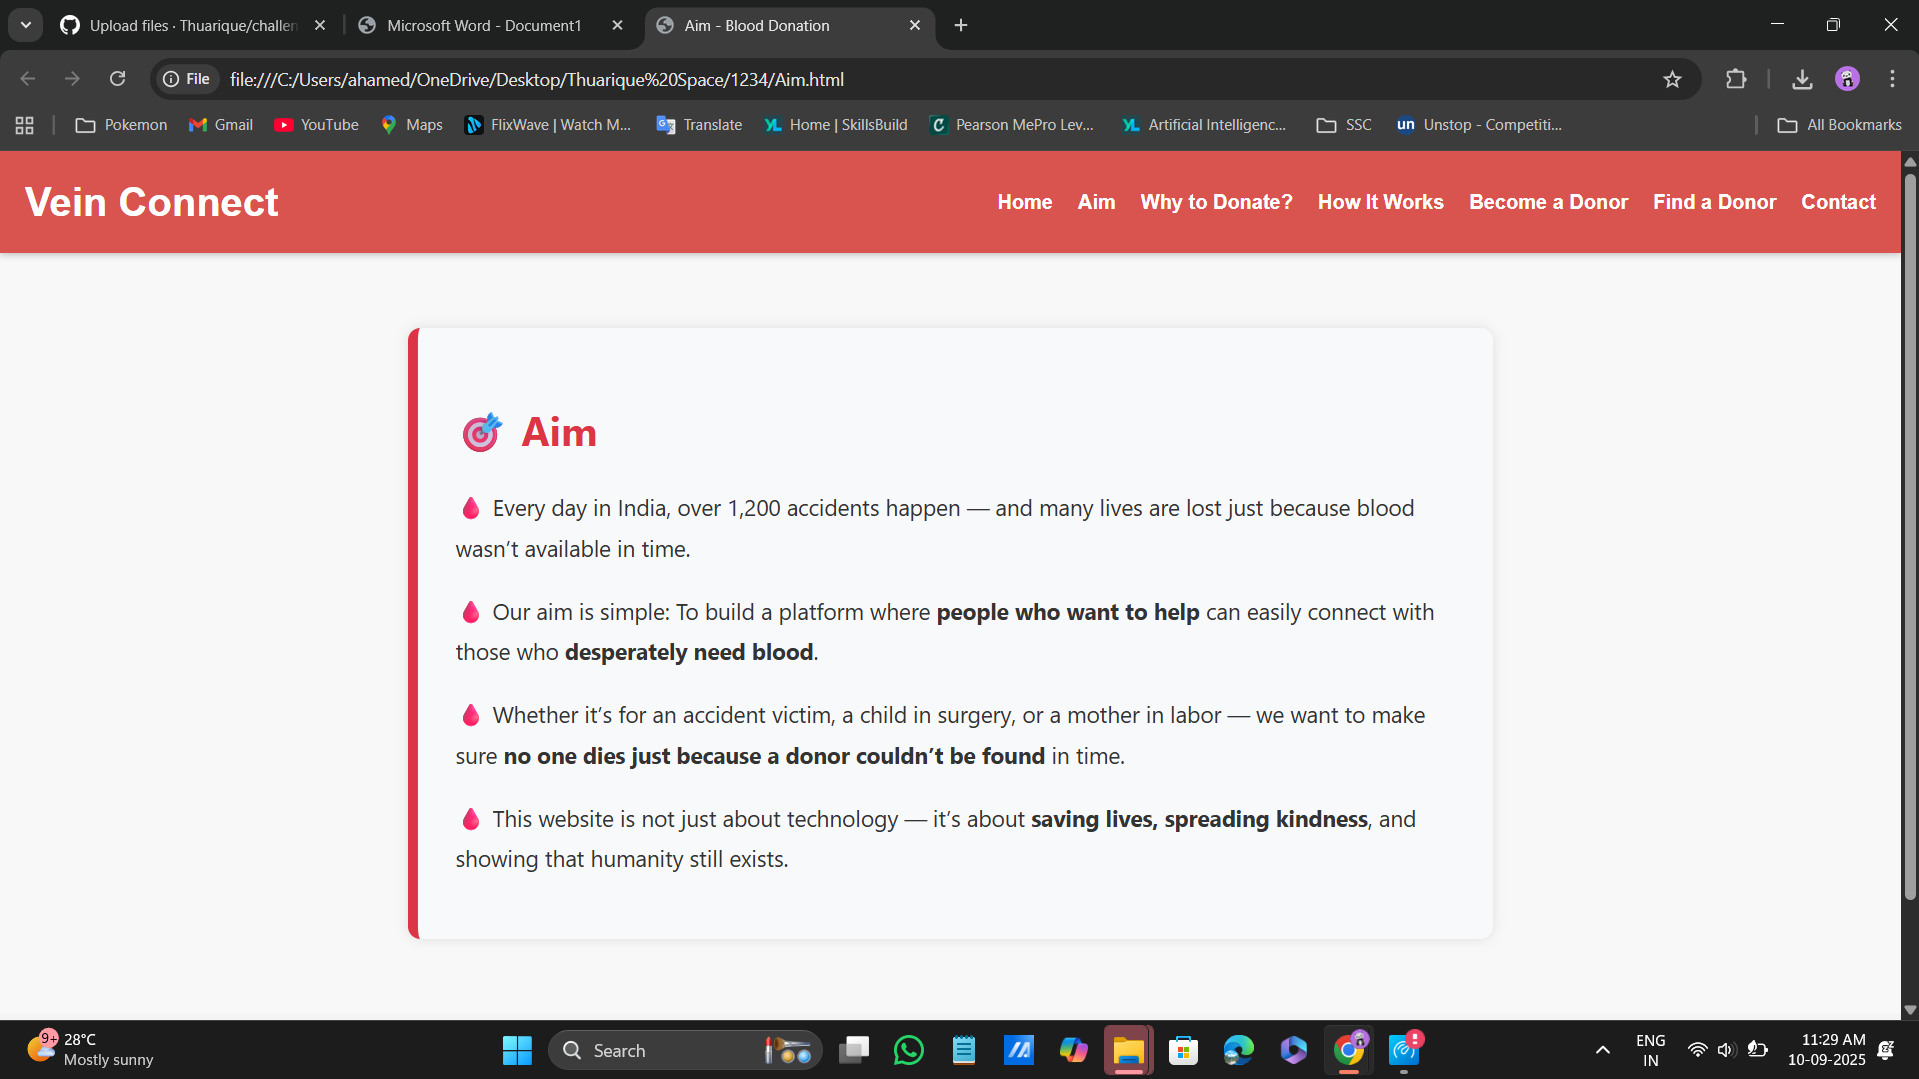 Upload files · Thuarique/challen
Microsoft Word - Document1
Aim - Blood Donation
File
file:///C:/Users/ahamed/OneDrive/Desktop/Thuarique%20Space/1234/Aim.html
Pokemon
Gmail
YouTube
Maps
FlixWave | Watch M...
Translate
Home | SkillsBuild
Pearson MePro Lev...
Artificial Intelligenc...
SSC
un Unstop - Competiti...
All Bookmarks
Vein Connect
Home
Aim
Why to Donate?
How It Works
Become a Donor
Find a Donor
Contact
🎯 Aim
🩸 Every day in India, over 1,200 accidents happen — and many lives are lost just because blood
wasn’t available in time.
🩸 Our aim is simple: To build a platform where people who want to help can easily connect with
those who desperately need blood.
🩸 Whether it’s for an accident victim, a child in surgery, or a mother in labor — we want to make
sure no one dies just because a donor couldn’t be found in time.
🩸 This website is not just about technology — it’s about saving lives, spreading kindness, and
showing that humanity still exists.
9+
28°C
Mostly sunny
Search
ENG
IN
11:29 AM
10-09-2025